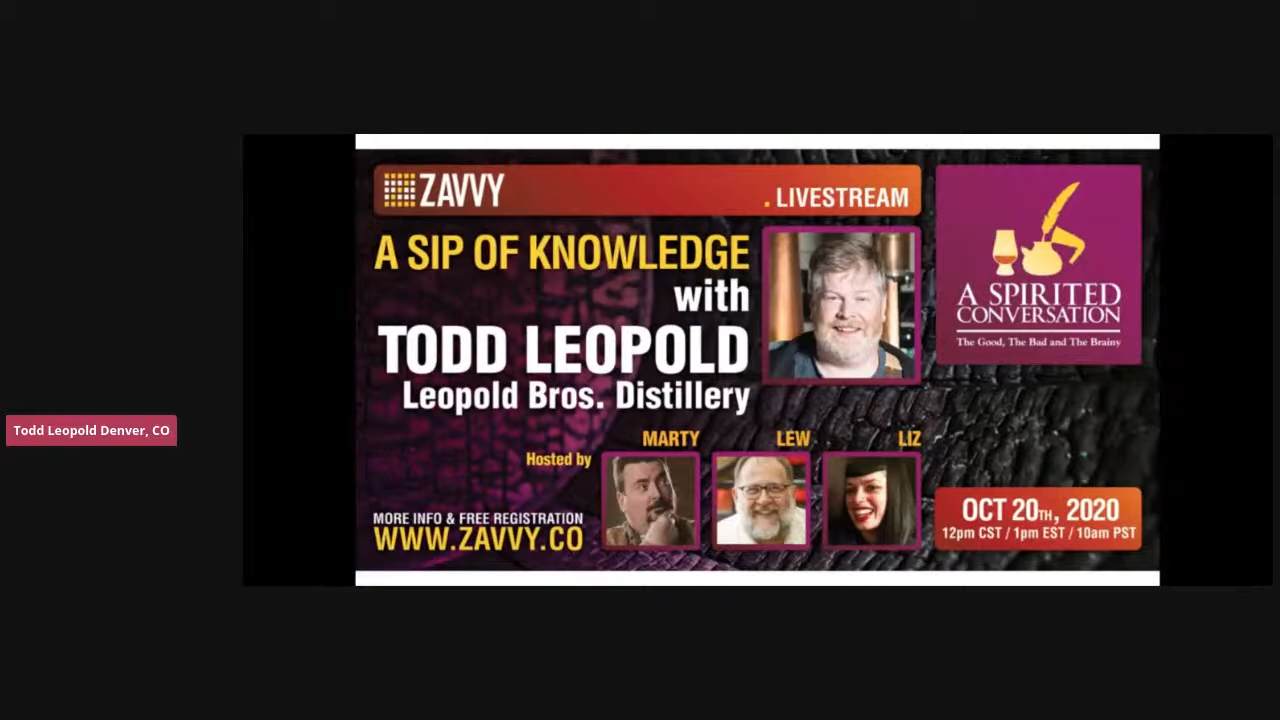 ZAVVY
. LIVESTREAM
A SIP OF KNOWLEDGE
with
TODD LEOPOLD
Leopold Bros. Distillery
A SPIRITED
CONVERSATION
The Good, The Bad and The Brainy
Todd Leopold Denver, CO
Hosted by
MARTY
LEW
LIZ
MORE INFO & FREE REGISTRATION
WWW.ZAVVY.CO
OCT 20TH, 2020
12pm CST / 1pm EST / 10am PST